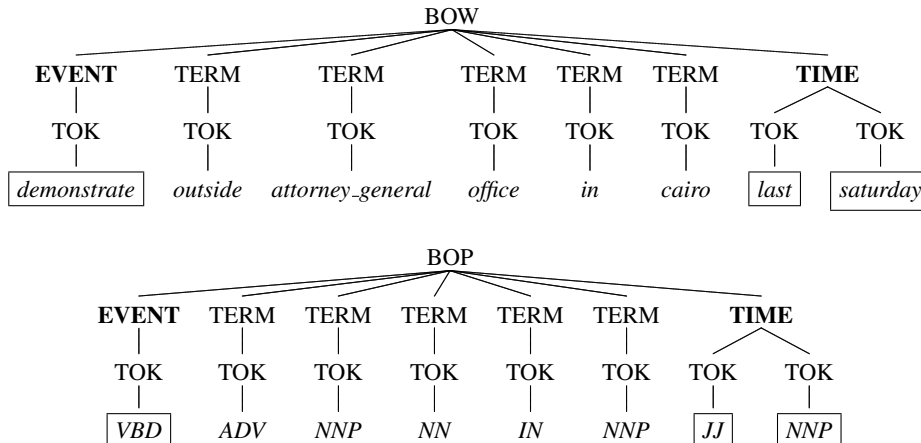 BOW
EVENT TERM TERM TERM TERM TERM TIME
TOK TOK TOK TOK TOK TOK TOK TOK
demonstrate outside attorney_general office in cairo last saturday
BOP
EVENT TERM TERM TERM TERM TERM TIME
TOK TOK TOK TOK TOK TOK TOK TOK
VBD ADV NNP NN IN NNP JJ NNP